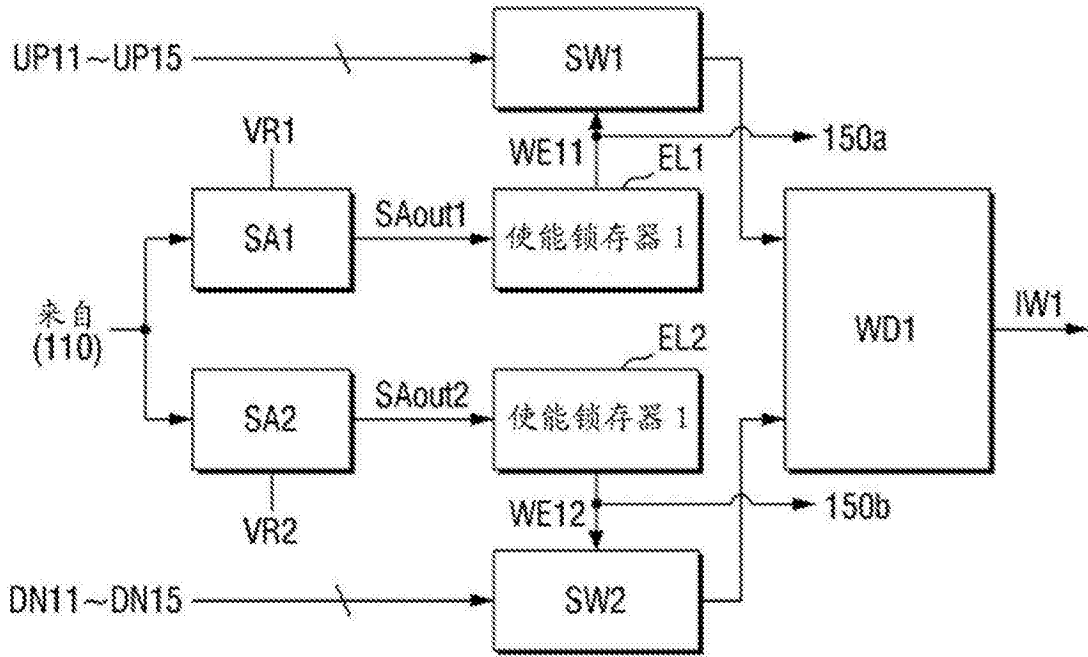 UP11~UP15
SW1
VR1
WE11
150a
EL1
SA1
SAout1
使能锁存器 1
来自
(110)
WD1
IW1
EL2
SA2
SAout2
使能锁存器 1
VR2
WE12
150b
DN11~DN15
SW2